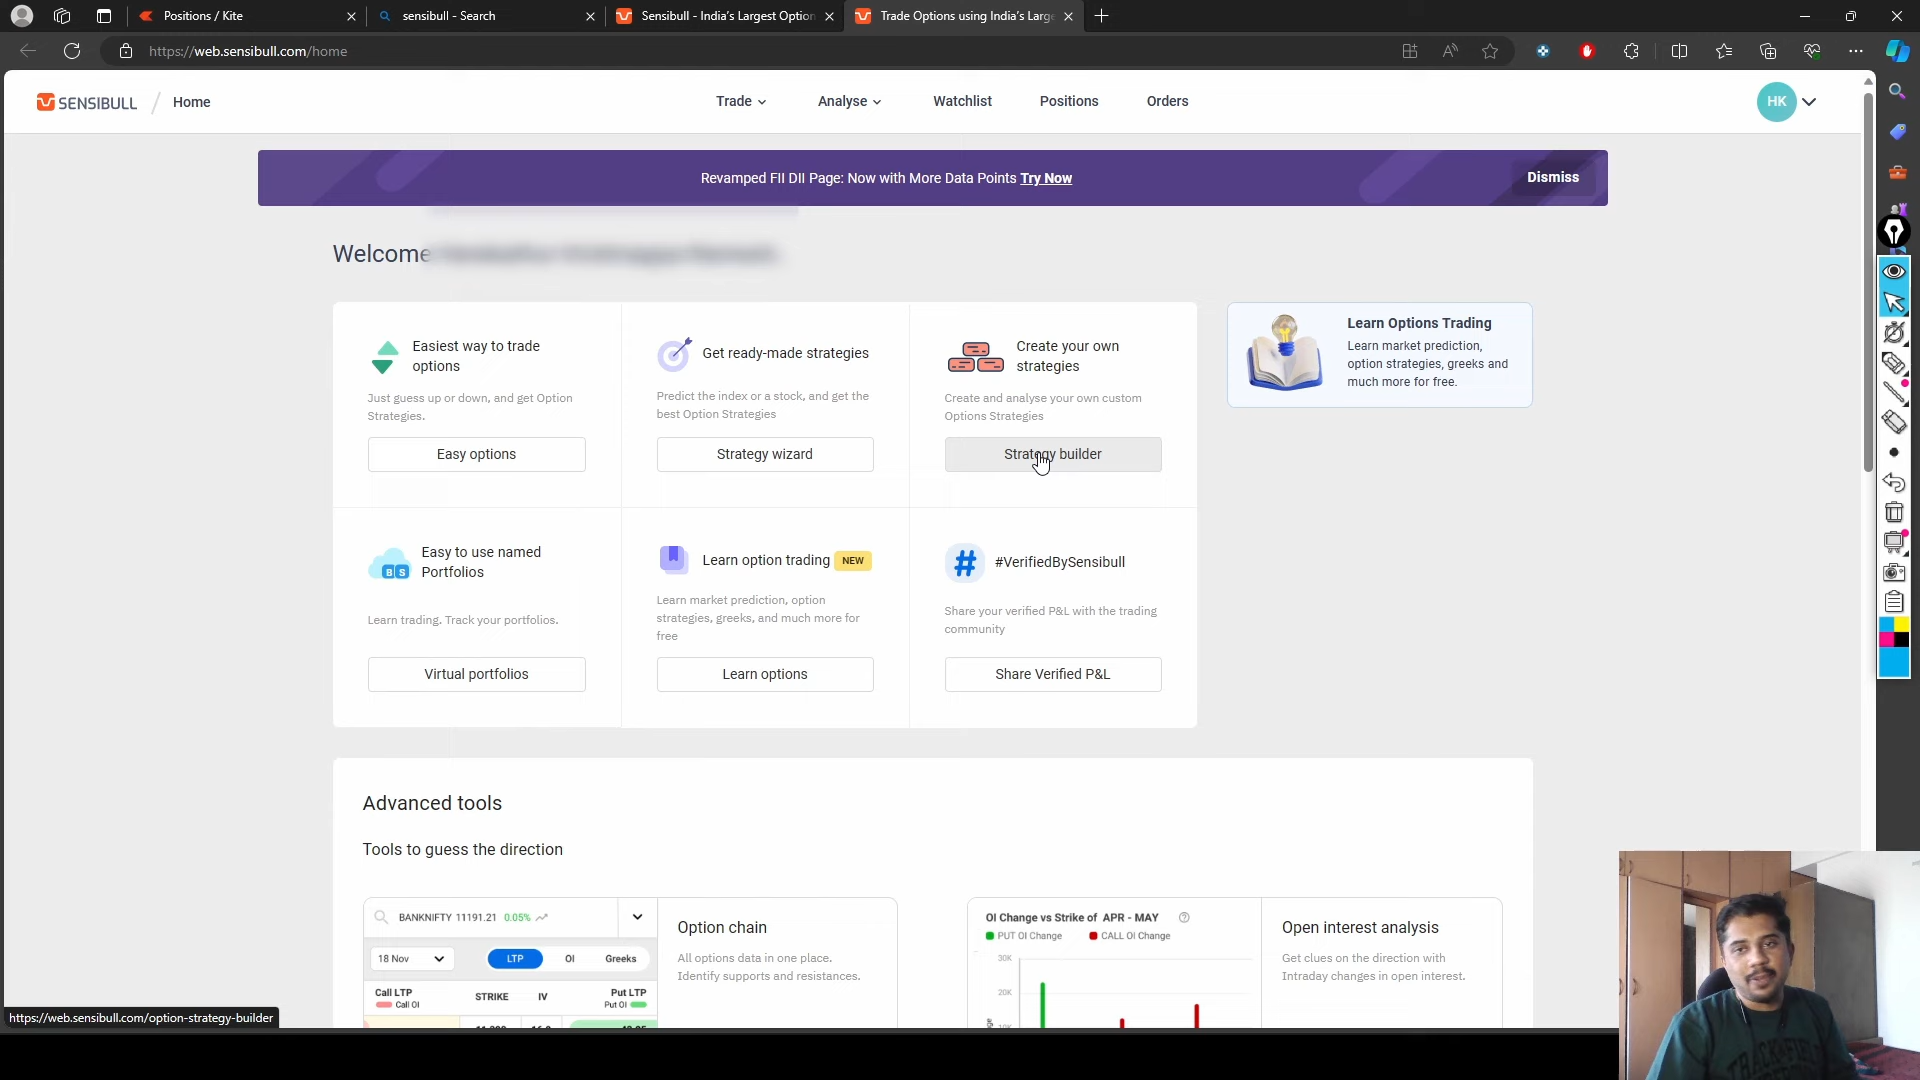 Positions / Kite
sensibull - Search
Sensibull - India's Largest Option
Trade Options using India's Large
https://web.sensibull.com/home
SENSIBULL / Home
Trade
Analyse
Watchlist
Positions
Orders
HK
Revamped FII DII Page: Now with More Data Points Try Now
Dismiss
Welcome
Easiest way to trade
options
Just guess up or down, and get Option
Strategies.
Easy options
Get ready-made strategies
Predict the index or a stock, and get the
best Option Strategies
Strategy wizard
Create your own
strategies
Create and analyse your own custom
Options Strategies
Strategy builder
Learn Options Trading
Learn market prediction,
option strategies, greeks and
much more for free.
B S
Easy to use named
Portfolios
Learn trading. Track your portfolios.
Virtual portfolios
Learn option trading NEW
Learn market prediction, option
strategies, greeks, and much more for
free
Learn options
#
#VerifiedBySensibull
Share your verified P&L with the trading
community
Share Verified P&L
Advanced tools
Tools to guess the direction
BANKNIFTY 11191.21 0.05%
18 Nov
LTP
OI
Greeks
Call LTP
Call OI
STRIKE
IV
Put LTP
Put OI
Option chain
All options data in one place.
Identify supports and resistances.
OI Change vs Strike of APR - MAY
PUT OI Change
CALL OI Change
30K
20K
10K
Open interest analysis
Get clues on the direction with
Intraday changes in open interest.
https://web.sensibull.com/option-strategy-builder